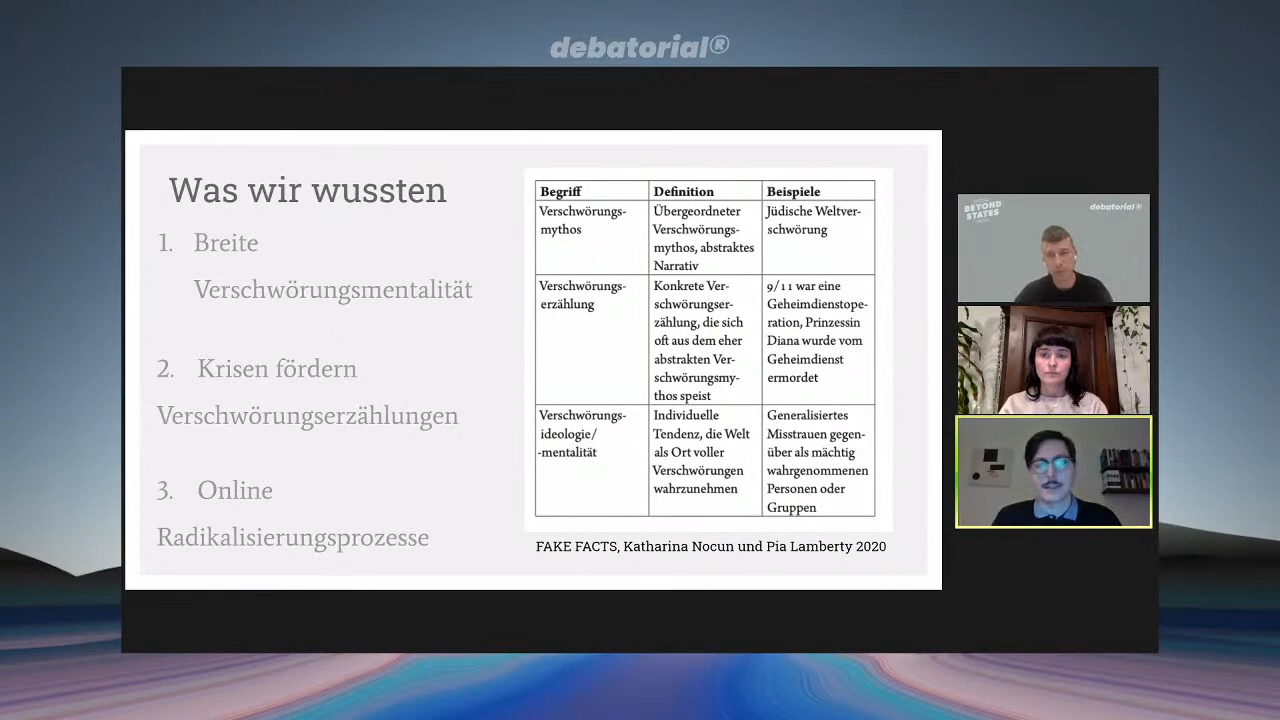 debatorial®
Was wir wussten
1. Breite
Verschwörungsmentalität
2. Krisen fördern
Verschwörungserzählungen
3. Online
Radikalisierungsprozesse
Begriff Definition Beispiele
Verschwörungs-
mythos
Übergeordneter
Verschwörungs-
mythos, abstraktes
Narrativ
Jüdische Weltver-
schwörung
Verschwörungs-
erzählung
Konkrete Ver-
schwörungser-
zählung, die sich
oft aus dem eher
abstrakten Ver-
schwörungsmy-
thos speist
9/11 war eine
Geheimdienstope-
ration, Prinzessin
Diana wurde vom
Geheimdienst
ermordet
Verschwörungs-
ideologie/
-mentalität
Individuelle
Tendenz, die Welt
als Ort voller
Verschwörungen
wahrzunehmen
Generalisiertes
Misstrauen gegen-
über als mächtig
wahrgenommenen
Personen oder
Gruppen
FAKE FACTS, Katharina Nocun und Pia Lamberty 2020
BEYOND
STATES
debatorial®